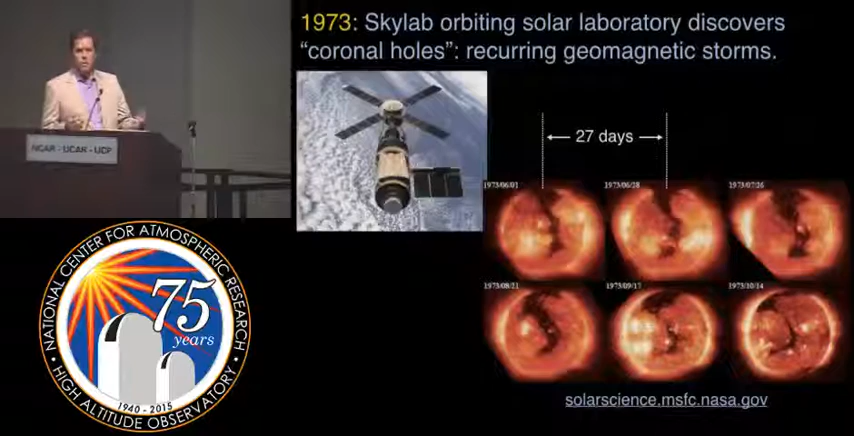 1973: Skylab orbiting solar laboratory discovers
“coronal holes”: recurring geomagnetic storms.
NCAR - UCAR - UCP
27 days
1973/06/01
1973/06/28
1973/07/26
1973/08/21
1973/09/17
1973/10/14
solarscience.msfc.nasa.gov
NATIONAL CENTER FOR ATMOSPHERIC RESEARCH
75
years
1940 - 2015
HIGH ALTITUDE OBSERVATORY